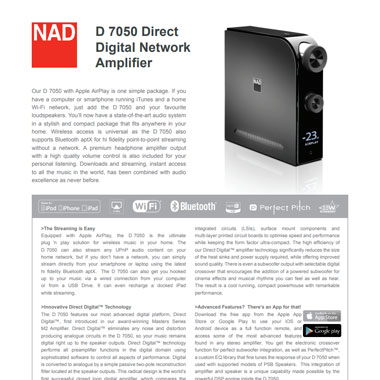 NAD
D 7050 Direct
Digital Network
Amplifier
Our D 7050 with Apple AirPlay is one simple package. If you
have a computer or smartphone running iTunes and a home
Wi-Fi network, just add the D 7050 and your favourite
loudspeakers. You'll now have a state-of-the-art audio system
in a stylish and compact package that fits anywhere in your
home. Wireless access is universal as the D 7050 also
supports Bluetooth aptX for hi fidelity point-to-point streaming
without a network. A premium headphone amplifier output
with a high quality volume control is also included for your
personal listening. Downloads and streaming, instant access
to all the music in the world, has been combined with audio
excellence as never before.
NAD
-23.
iPod iPhone iPad
WiFi
Bluetooth
Perfect Pitch
>The Streaming is Easy
Equipped with Apple AirPlay, the D 7050 is the ultimate
plug 'n play solution for wireless music in your home. The
D 7050 can also stream any UPnP audio content on your
home network, but if you don't have a network, you can simply
stream directly from your smartphone or laptop using the latest
hi fidelity Bluetooth aptX. The D 7050 can also get you hooked
up to your music via a wired connection from your computer
or from a USB Drive. It can even recharge a docked iPad
while streaming.
>Innovative Direct Digital™ Technology
The D 7050 features our most advanced digital platform, Direct
Digital™, first introduced in our award-winning Masters Series
M2 Amplifier. Direct Digital™ eliminates any noise and distortion
producing analogue circuits in the D 7050, so your music remains
digital right up to the speaker outputs. Direct Digital™ Technology
performs all preamplifier functions in the digital domain using
sophisticated software to control all aspects of performance. Digital
is converted to analogue by a simple passive two pole reconstruction
filter located at the speaker outputs. This radical design is the world's
first successful closed loop digital amplifier, which compares the
integrated circuits (LSIs), surface mount components and
multi-layer printed circuit boards to optimise speed and performance
while keeping the form factor ultra-compact. The high efficiency of
our Direct Digital™ amplifier technology significantly reduces the size
of the heat sinks and power supply required, while offering improved
sound quality. There is even a subwoofer output with selectable digital
crossover that encourages the addition of a powered subwoofer for
cinema effects and musical rhythms you can feel as well as hear.
The result is a cool running, compact powerhouse with remarkable
performance.
>Advanced Features? There's an App for that!
Download the free app from the Apple App
Store or Google Play to use your iOS or
Android device as a full function remote, and
access some of the most advanced features
found in any stereo amplifier. You get the electronic crossover
function for perfect subwoofer integration, as well as PerfectPitch™,
a custom EQ library that fine tunes the response of your D 7050 when
used with supported models of PSB Speakers. This integration of
amplifier and speaker is a unique capability made possible by the
powerful DSP engine inside the D 7050.
App Store
Google play